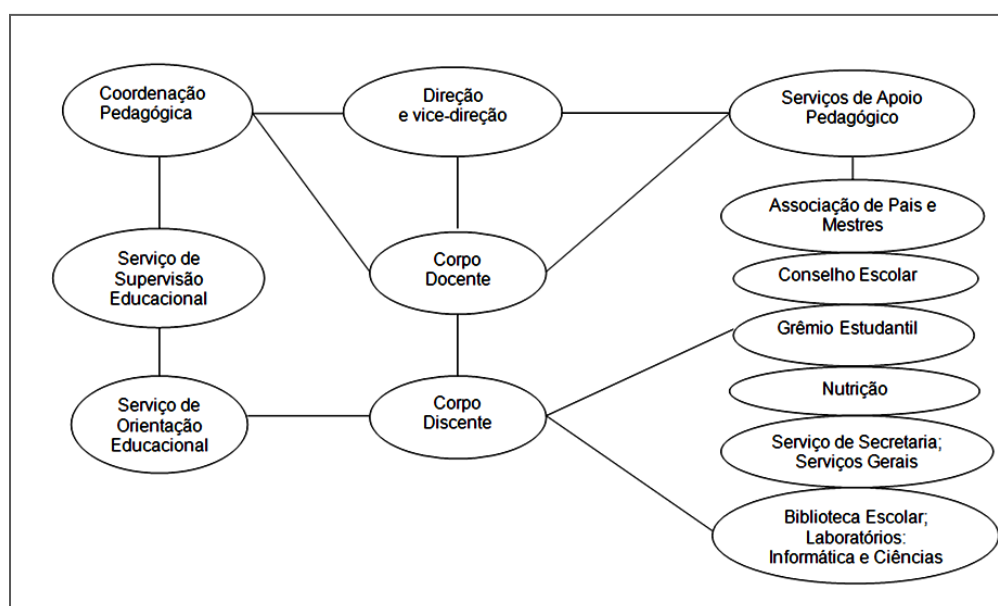 Coordenação
Pedagógica
Direção
e vice-direção
Serviços de Apoio
Pedagógico
Associação de Pais e
Mestres
Serviço de
Supervisão
Educacional
Corpo
Docente
Conselho Escolar
Grêmio Estudantil
Nutrição
Serviço de
Orientação
Educacional
Corpo
Discente
Serviço de Secretaria;
Serviços Gerais
Biblioteca Escolar;
Laboratórios:
Informática e Ciências